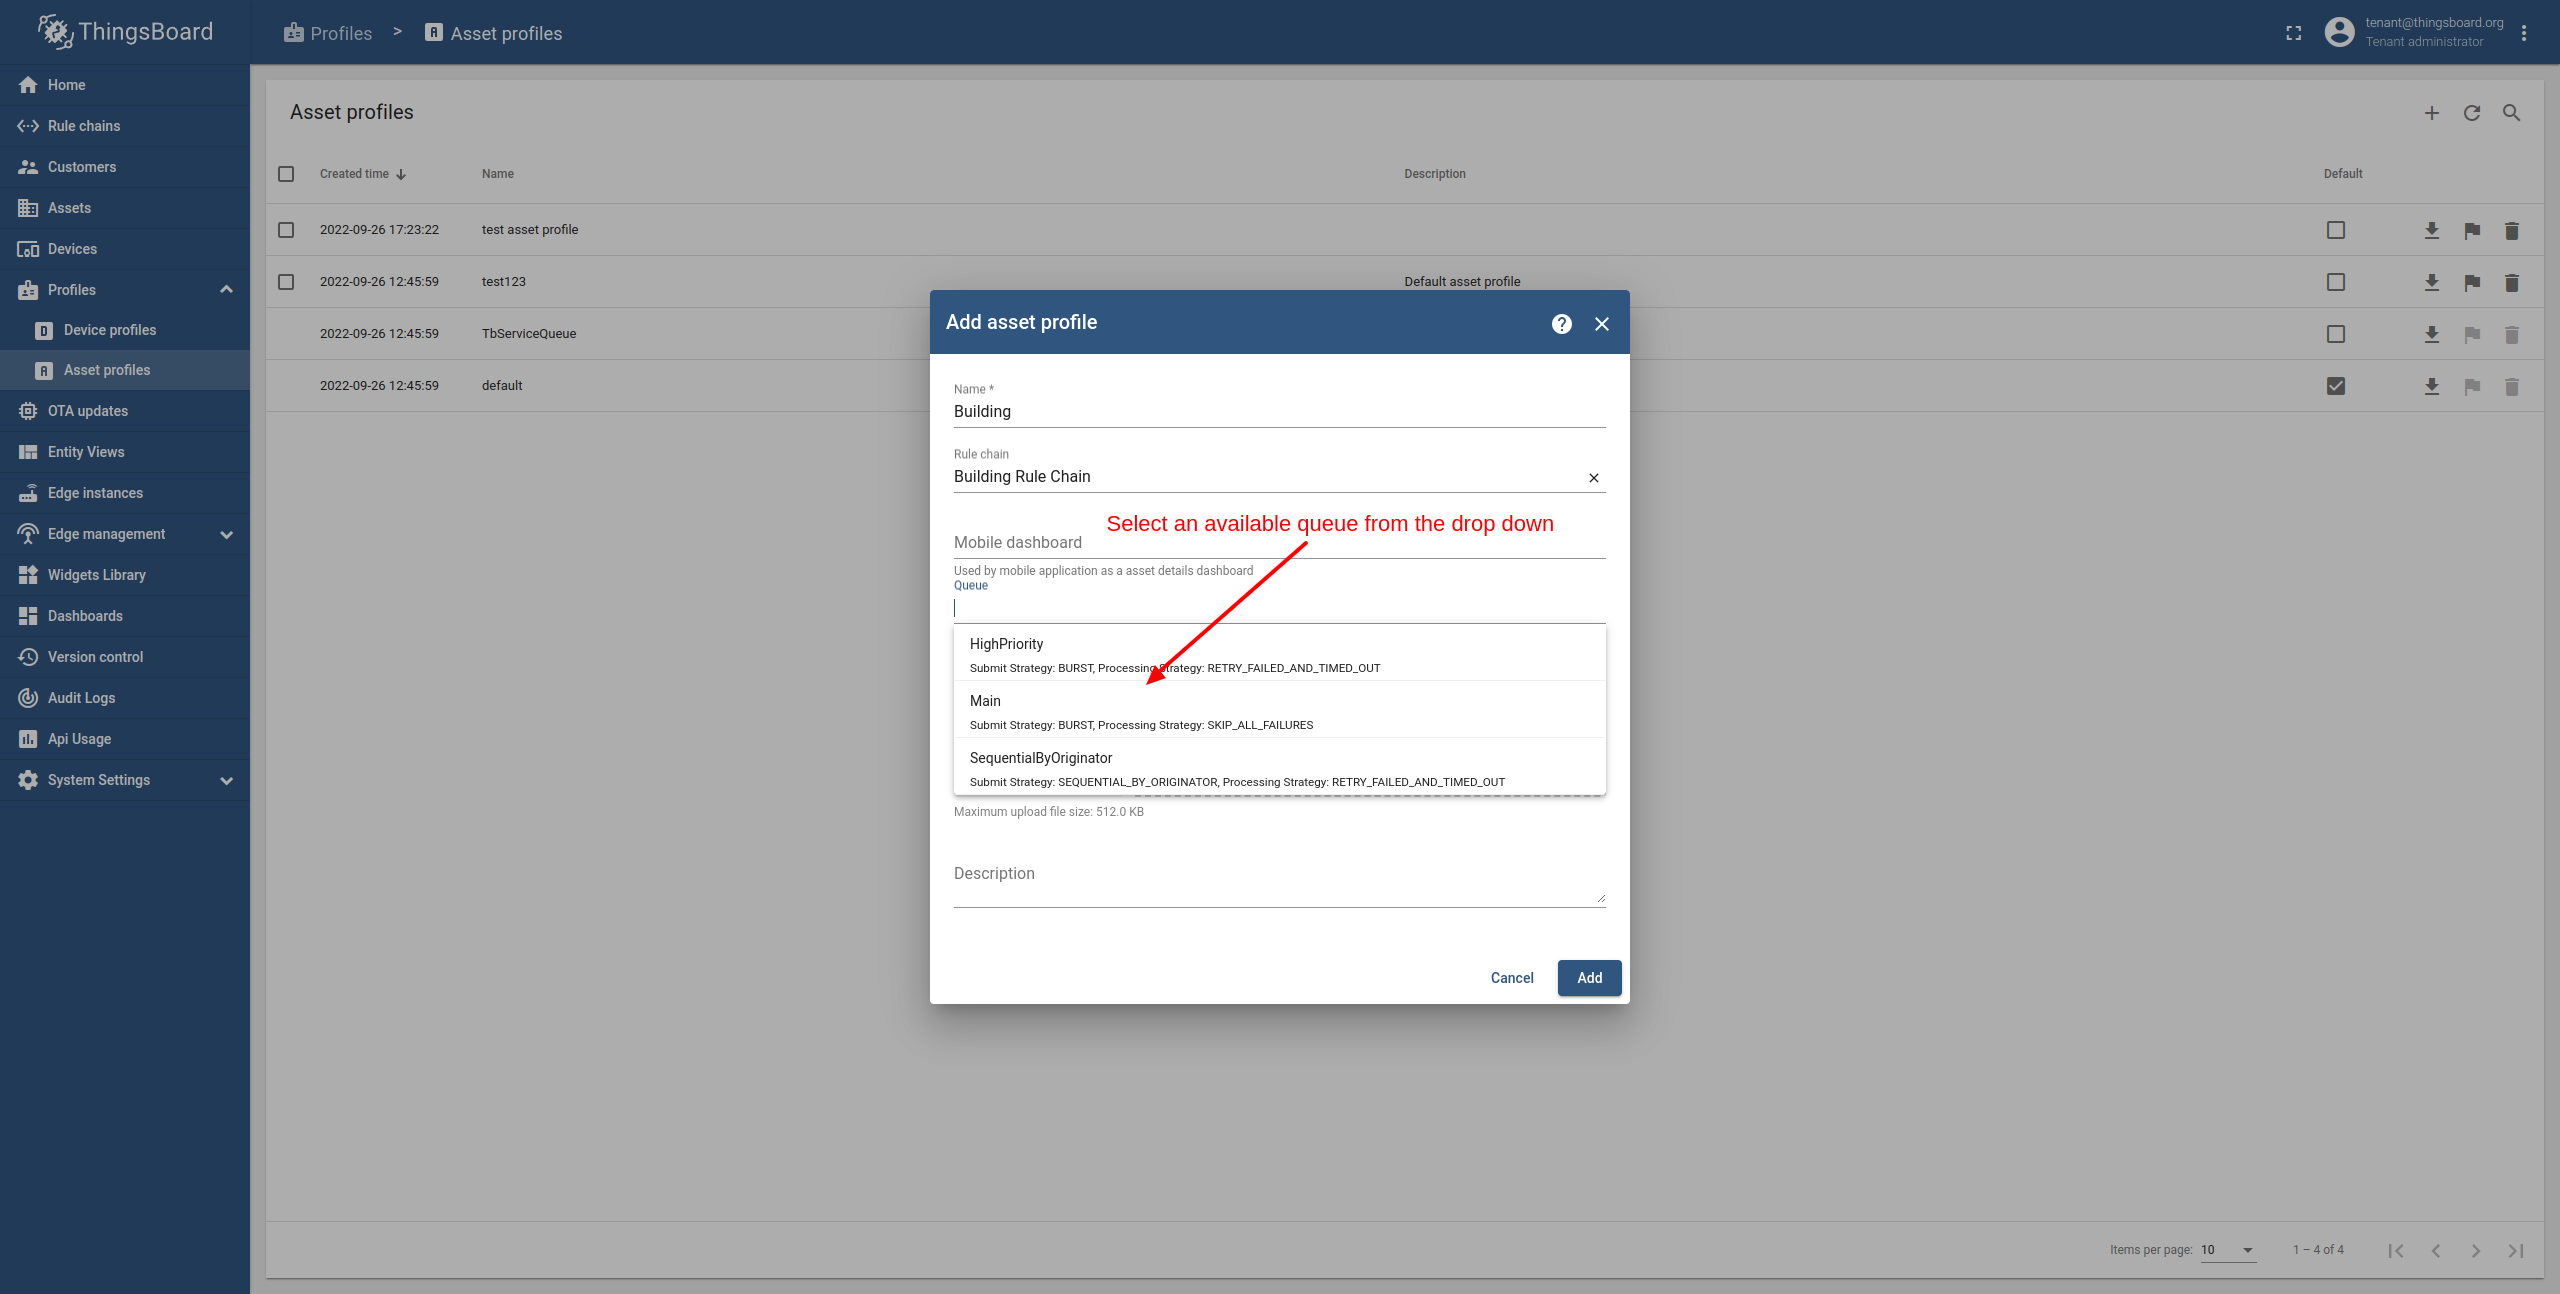 ThingsBoard
Profiles > Asset profiles
tenant@thingsboard.org
Tenant administrator
Home
Rule chains
Customers
Assets
Devices
Profiles
D Device profiles
A Asset profiles
OTA updates
Entity Views
Edge instances
Edge management
Widgets Library
Dashboards
Version control
Audit Logs
Api Usage
System Settings
Asset profiles
Created time Name Description Default
2022-09-26 17:23:22 test asset profile
2022-09-26 12:45:59 test123 Default asset profile
2022-09-26 12:45:59 TbServiceQueue
2022-09-26 12:45:59 default
Add asset profile
Name *
Building
Rule chain
Building Rule Chain
Select an available queue from the drop down
Mobile dashboard
Used by mobile application as a asset details dashboard
Queue
HighPriority
Submit Strategy: BURST, Processing Strategy: RETRY_FAILED_AND_TIMED_OUT
Main
Submit Strategy: BURST, Processing Strategy: SKIP_ALL_FAILURES
SequentialByOriginator
Submit Strategy: SEQUENTIAL_BY_ORIGINATOR, Processing Strategy: RETRY_FAILED_AND_TIMED_OUT
Maximum upload file size: 512.0 KB
Description
Cancel Add
Items per page: 10 1 – 4 of 4